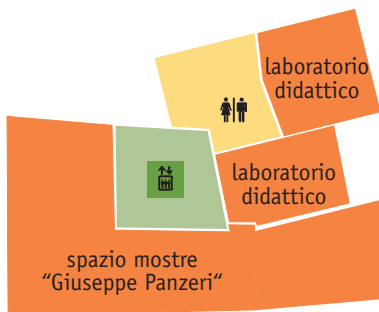 laboratorio
didattico
laboratorio
didattico
spazio mostre
“Giuseppe Panzeri“